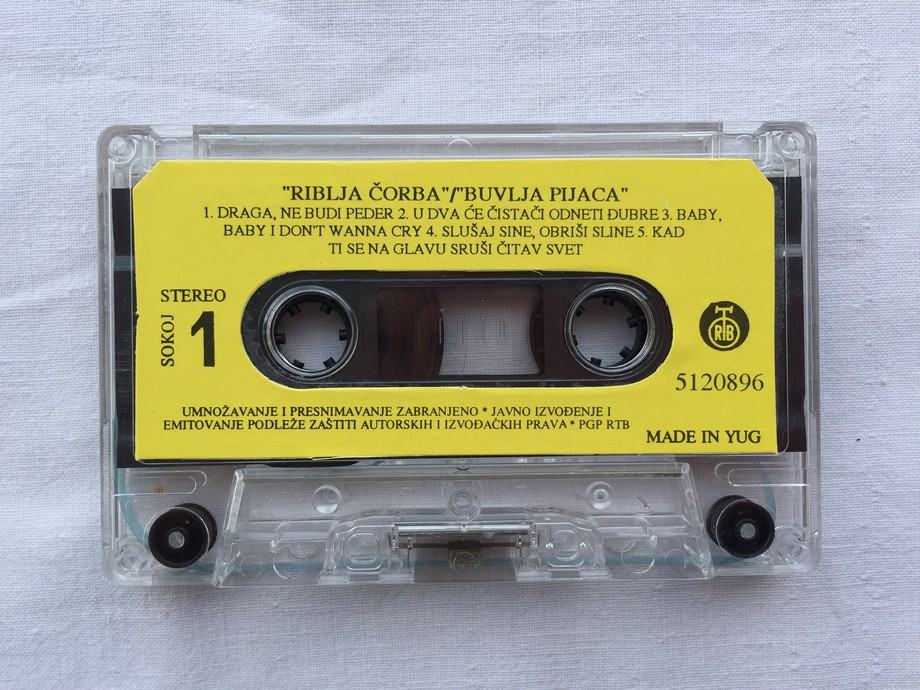 "RIBLJA ČORBA"/"BUVLJA PIJACA"
1. DRAGA, NE BUDI PEDER 2. U DVA ĆE ČISTAČI ODNETI ĐUBRE 3. BABY,
BABY I DON'T WANNA CRY 4. SLUŠAJ SINE, OBRIŠI SLINE 5. KAD
TI SE NA GLAVU SRUŠI ČITAV SVET
STEREO
SOKOJ
1
RTB
5120896
UMNOŽAVANJE I PRESNIMAVANJE ZABRANJENO * JAVNO IZVOĐENJE I
EMITOVANJE PODLEŽE ZAŠTITI AUTORSKIH I IZVOĐAČKIH PRAVA * PGP RTB
MADE IN YUG